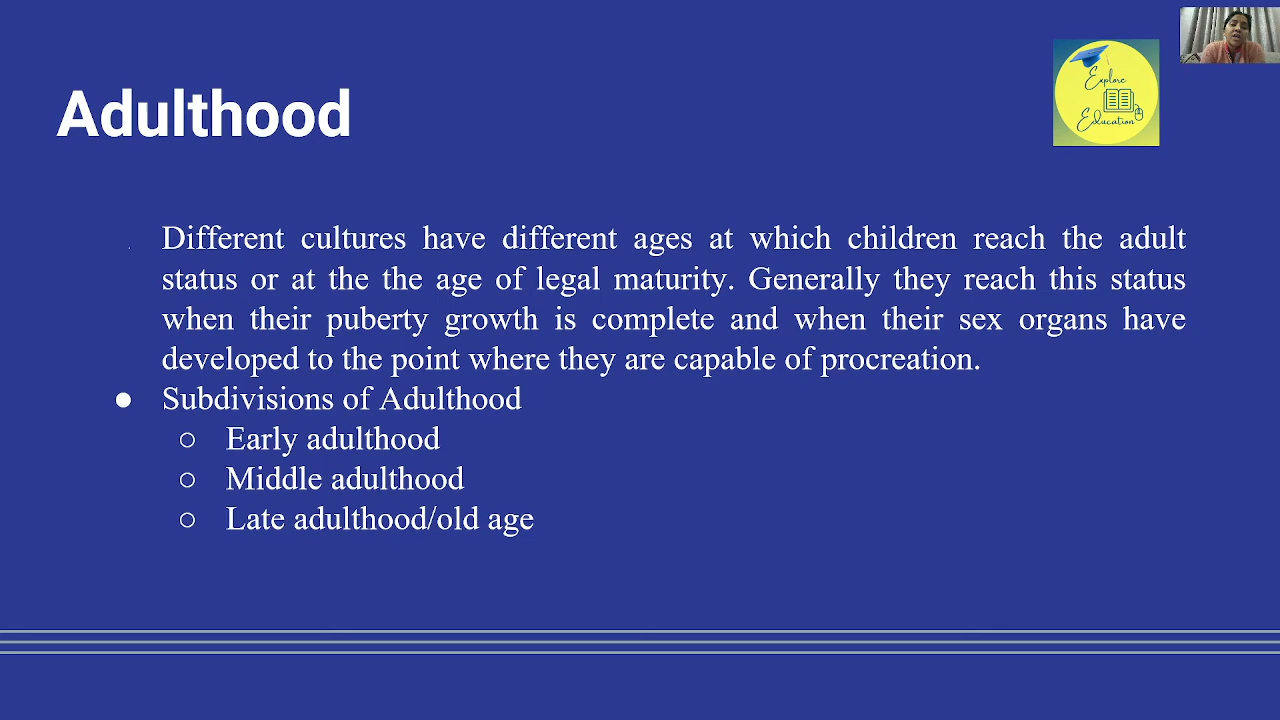 Explore
Education
Adulthood
Different cultures have different ages at which children reach the adult
status or at the the age of legal maturity. Generally they reach this status
when their puberty growth is complete and when their sex organs have
developed to the point where they are capable of procreation.
● Subdivisions of Adulthood
○ Early adulthood
○ Middle adulthood
○ Late adulthood/old age